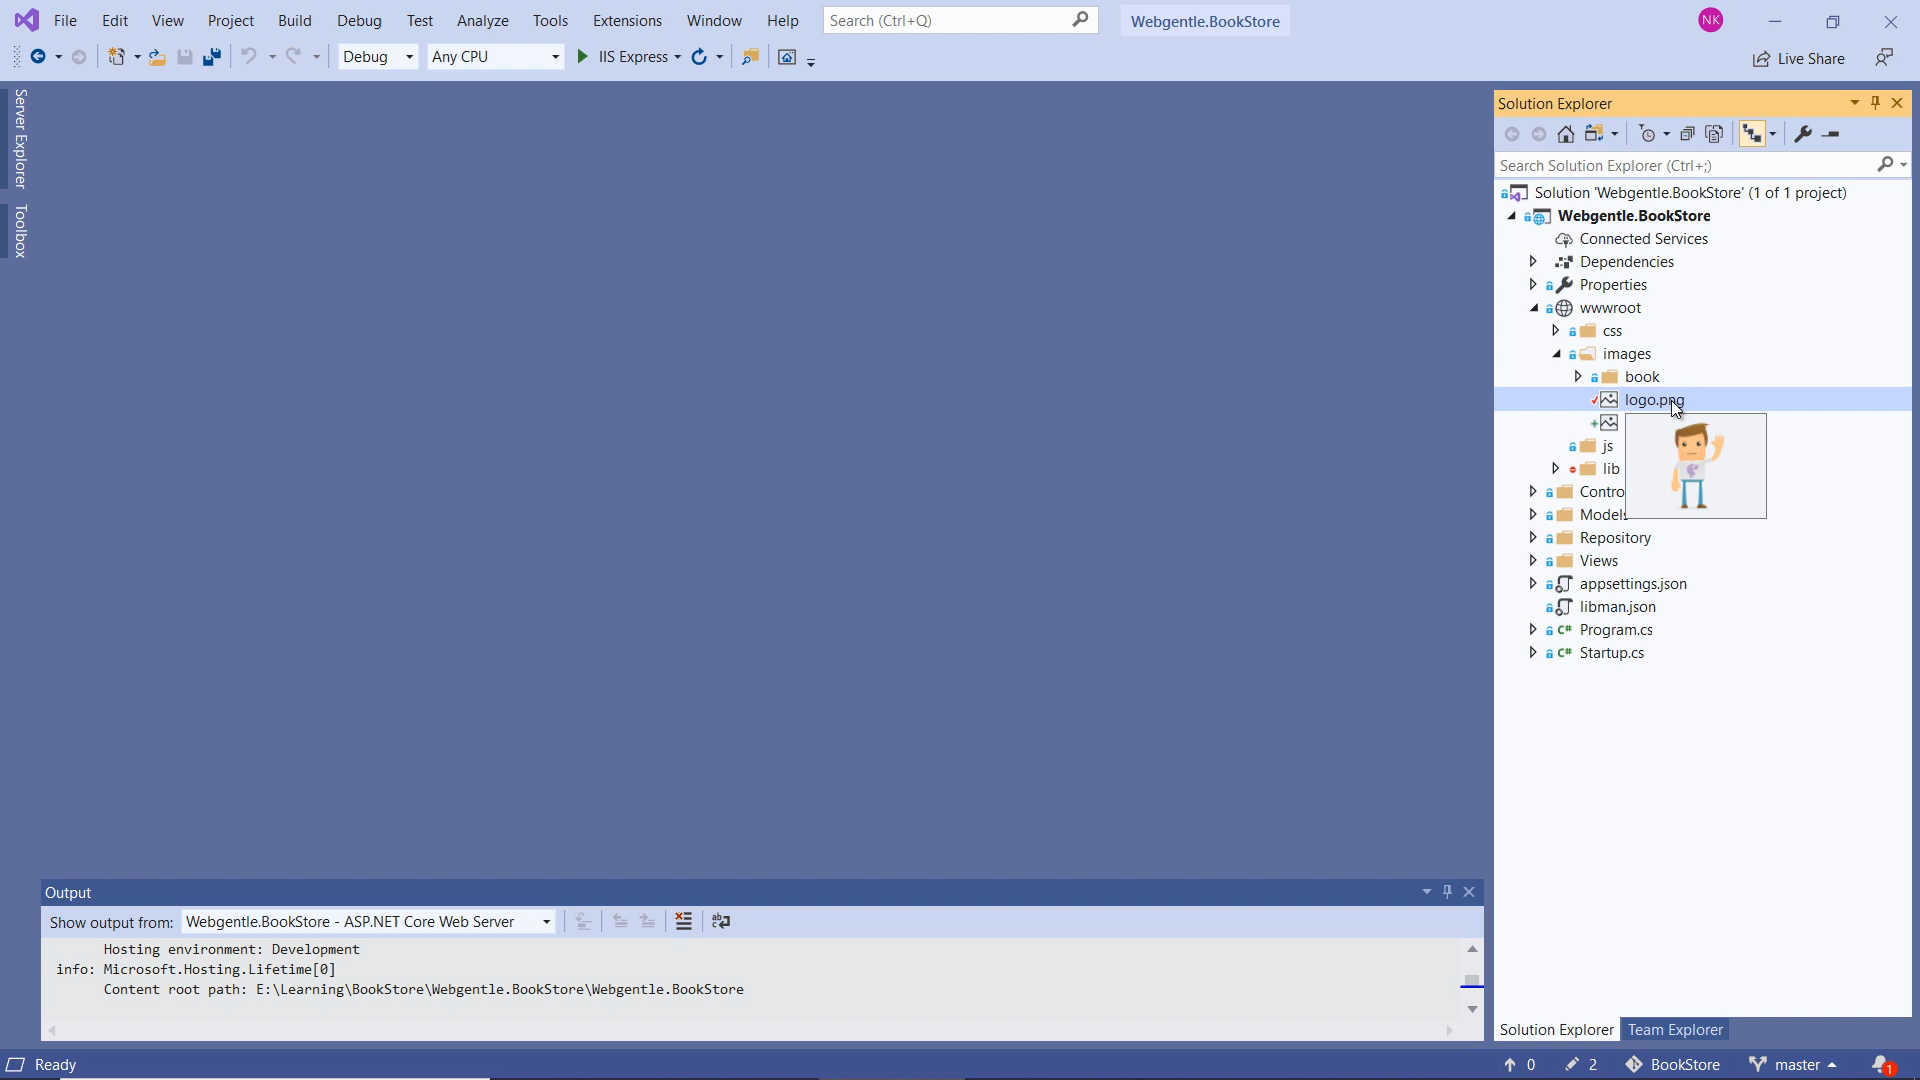 File Edit View Project Build Debug Test Analyze Tools Extensions Window Help Search (Ctrl+Q) Webgentle.BookStore NK
Debug Any CPU IIS Express Live Share
Server Explorer
Toolbox
Solution Explorer
Search Solution Explorer (Ctrl+;)
Solution 'Webgentle.BookStore' (1 of 1 project)
Webgentle.BookStore
Connected Services
Dependencies
Properties
wwwroot
css
images
book
logo.png
js
lib
Contro
Models
Repository
Views
appsettings.json
libman.json
C# Program.cs
C# Startup.cs
Output
Show output from: Webgentle.BookStore - ASP.NET Core Web Server
Hosting environment: Development
info: Microsoft.Hosting.Lifetime[0]
Content root path: E:\Learning\BookStore\Webgentle.BookStore\Webgentle.BookStore
Solution Explorer Team Explorer
Ready 0 2 BookStore master 1